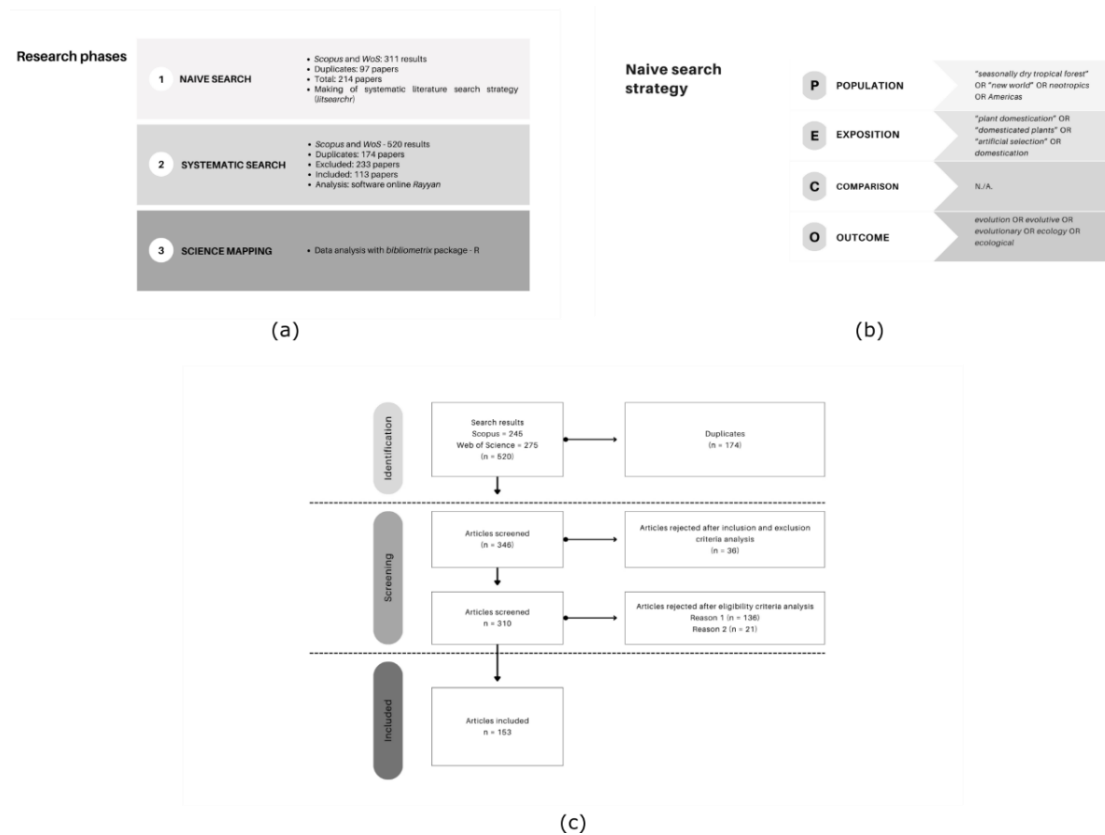 Research phases
1 NAIVE SEARCH
• Scopus and WoS: 311 results
• Duplicates: 97 papers
• Total: 214 papers
• Making of systematic literature search strategy
(litsearchr)
2 SYSTEMATIC SEARCH
• Scopus and WoS - 520 results
• Duplicates: 174 papers
• Excluded: 233 papers
• Included: 113 papers
• Analysis: software online Rayyan
3 SCIENCE MAPPING
• Data analysis with bibliometrix package - R
(a)
Naive search
strategy
P POPULATION
"seasonally dry tropical forest"
OR "new world" OR neotropics
OR Americas
E EXPOSITION
"plant domestication" OR
"domesticated plants" OR
"artificial selection" OR
domestication
C COMPARISON
N./A.
O OUTCOME
evolution OR evolutive OR
evolutionary OR ecology OR
ecological
(b)
Identification
Search results
Scopus = 245
Web of Science = 275
(n = 520)
Duplicates
(n = 174)
Screening
Articles screened
(n = 346)
Articles rejected after inclusion and exclusion
criteria analysis
(n = 36)
Articles screened
n = 310
Articles rejected after eligibility criteria analysis
Reason 1 (n = 136)
Reason 2 (n = 21)
Included
Articles included
n = 153
(c)